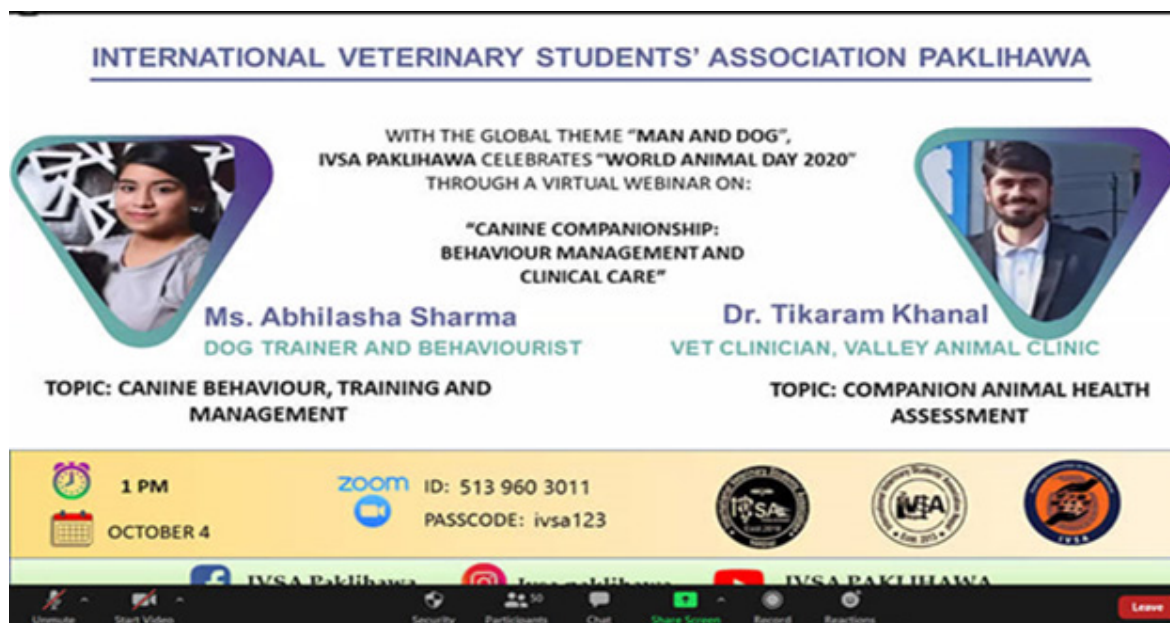 INTERNATIONAL VETERINARY STUDENTS' ASSOCIATION PAKLIHAWA
WITH THE GLOBAL THEME "MAN AND DOG",
IVSA PAKLIHAWA CELEBRATES "WORLD ANIMAL DAY 2020"
THROUGH A VIRTUAL WEBINAR ON:
"CANINE COMPANIONSHIP:
BEHAVIOUR MANAGEMENT AND
CLINICAL CARE"
Ms. Abhilasha Sharma
DOG TRAINER AND BEHAVIOURIST
TOPIC: CANINE BEHAVIOUR, TRAINING AND
MANAGEMENT
Dr. Tikaram Khanal
VET CLINICIAN, VALLEY ANIMAL CLINIC
TOPIC: COMPANION ANIMAL HEALTH
ASSESSMENT
1 PM
OCTOBER 4
zoom ID: 513 960 3011
PASSCODE: ivsa123
IVSA
IVSA
IVSA Paklihawa
Ivsa paklihawa
IVSA PAKLIHAWA
Unmute
Start Video
Security
Participants
50
Chat
Share Screen
Record
Reactions
Leave